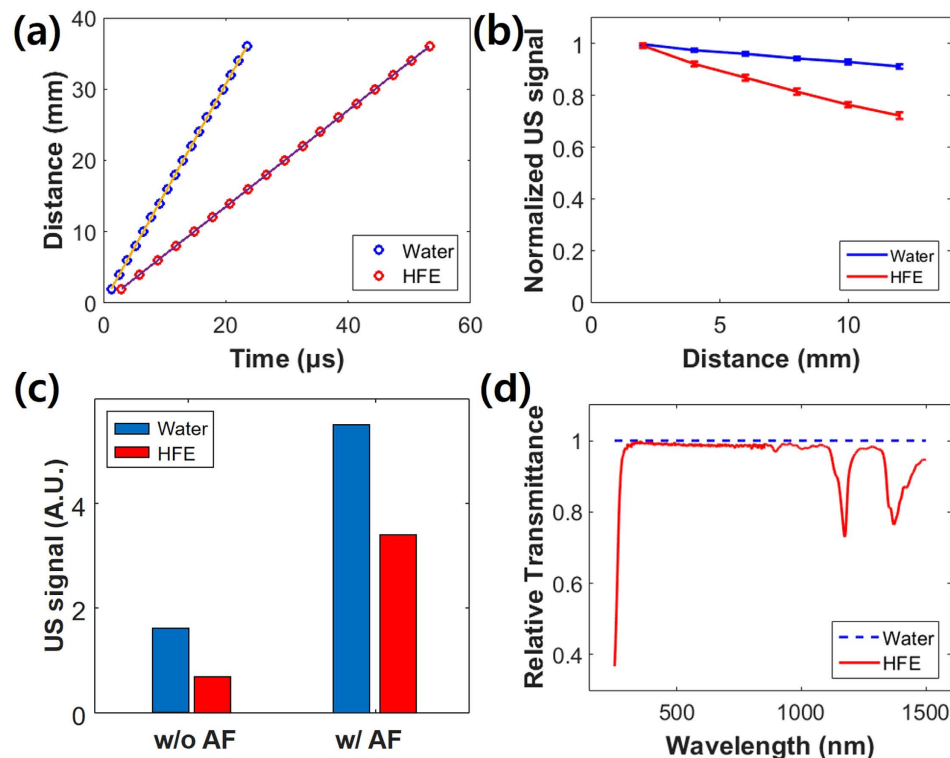 (a)
40
30
20
10
0
Distance (mm)
0 20 40 60
Time (µs)
Water
HFE
(b)
1
0.8
0.6
0.4
0.2
0
Normalized US signal
0 5 10
Distance (mm)
Water
HFE
(c)
4
2
0
US signal (A.U.)
w/o AF w/ AF
Water
HFE
(d)
1
0.8
0.6
0.4
Relative Transmittance
500 1000 1500
Wavelength (nm)
Water
HFE